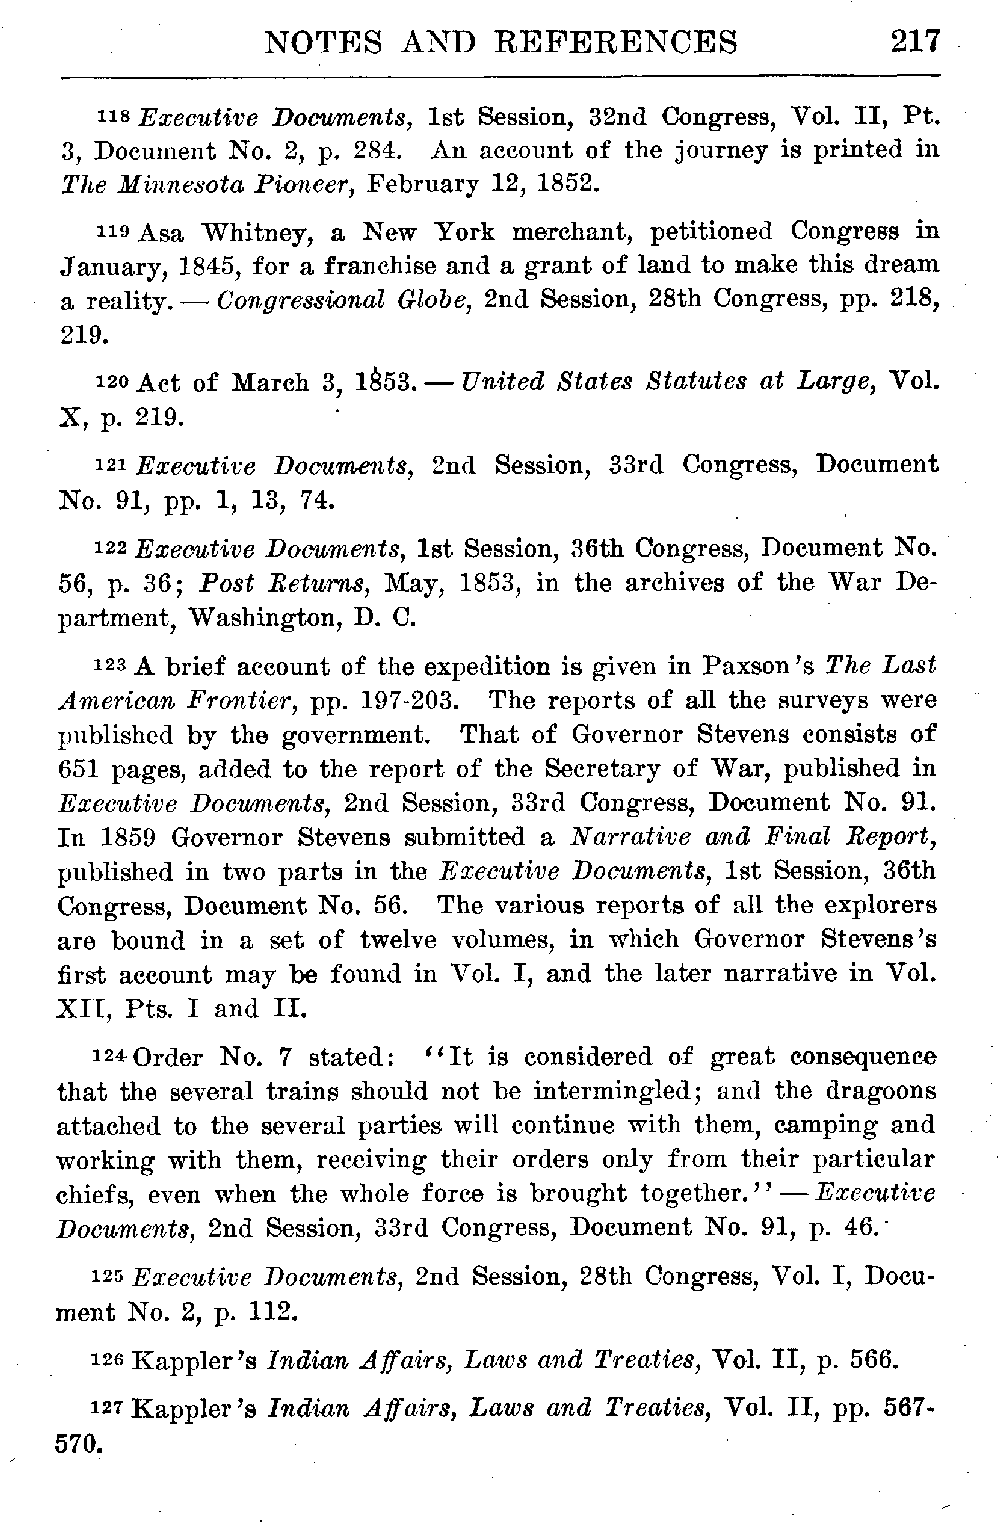 NOTES AND REFERENCES 217
118 Executive Documents, 1st Session, 32nd Congress, Vol. II, Pt.
3, Document No. 2, p. 284. An account of the journey is printed in
The Minnesota Pioneer, February 12, 1852.
119 Asa Whitney, a New York merchant, petitioned Congress in
January, 1845, for a franchise and a grant of land to make this dream
a reality. — Congressional Globe, 2nd Session, 28th Congress, pp. 218,
219.
120 Act of March 3, 1853. — United States Statutes at Large, Vol.
X, p. 219.
121 Executive Documents, 2nd Session, 33rd Congress, Document
No. 91, pp. 1, 13, 74.
122 Executive Documents, 1st Session, 36th Congress, Document No.
56, p. 36; Post Returns, May, 1853, in the archives of the War De-
partment, Washington, D. C.
123 A brief account of the expedition is given in Paxson's The Last
American Frontier, pp. 197-203. The reports of all the surveys were
published by the government. That of Governor Stevens consists of
651 pages, added to the report of the Secretary of War, published in
Executive Documents, 2nd Session, 33rd Congress, Document No. 91.
In 1859 Governor Stevens submitted a Narrative and Final Report,
published in two parts in the Executive Documents, 1st Session, 36th
Congress, Document No. 56. The various reports of all the explorers
are bound in a set of twelve volumes, in which Governor Stevens's
first account may be found in Vol. I, and the later narrative in Vol.
XII, Pts. I and II.
124 Order No. 7 stated: "It is considered of great consequence
that the several trains should not be intermingled; and the dragoons
attached to the several parties will continue with them, camping and
working with them, receiving their orders only from their particular
chiefs, even when the whole force is brought together." — Executive
Documents, 2nd Session, 33rd Congress, Document No. 91, p. 46.
125 Executive Documents, 2nd Session, 28th Congress, Vol. I, Docu-
ment No. 2, p. 112.
126 Kappler's Indian Affairs, Laws and Treaties, Vol. II, p. 566.
127 Kappler's Indian Affairs, Laws and Treaties, Vol. II, pp. 567-
570.